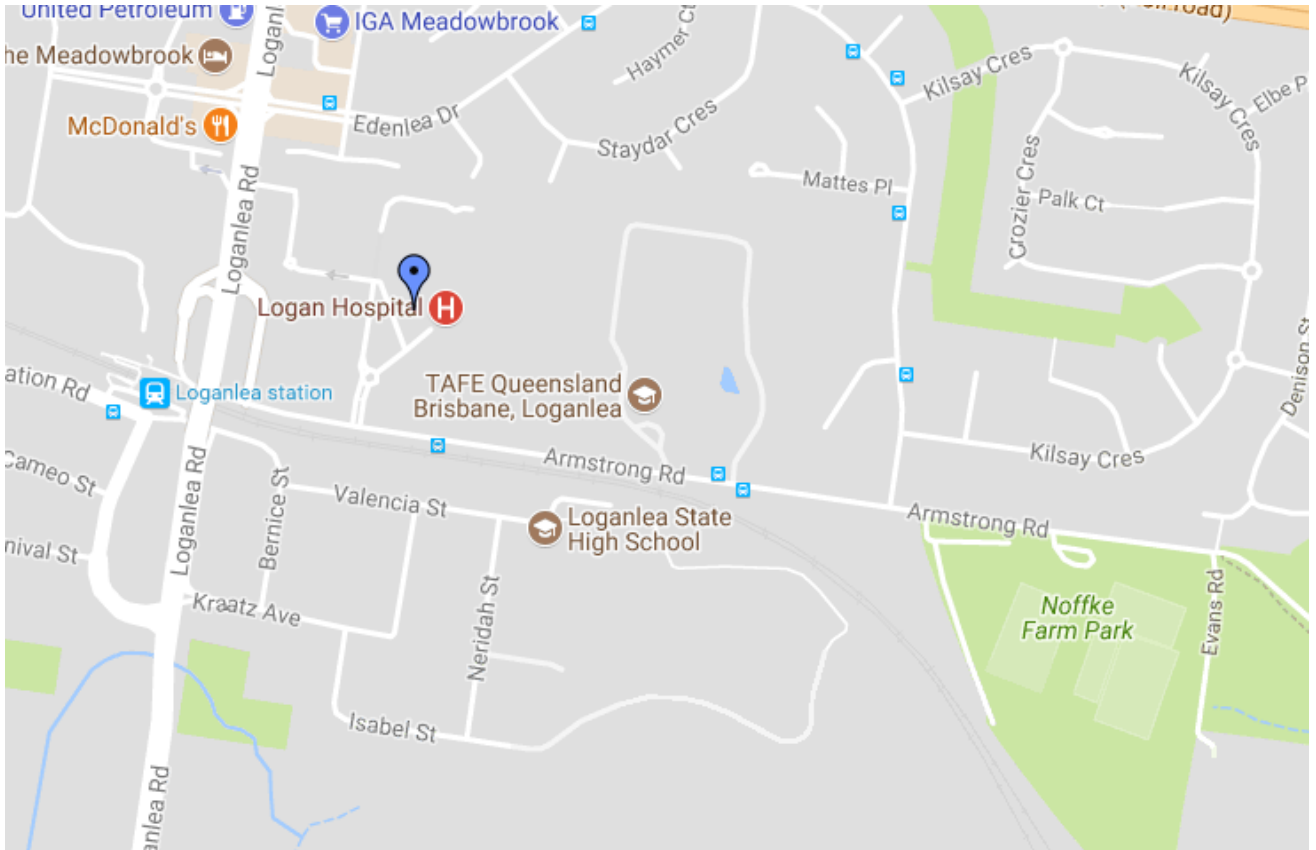 United Petroleum
IGA Meadowbrook
he Meadowbrook
McDonald's
Loganl
Edenlea Dr
Haymer Ct
Staydar Cres
Kilsay Cres
Kilsay Cres
Elbe P
road)
Mattes Pl
Crozier Cres
Palk Ct
Loganlea Rd
Logan Hospital
H
ation Rd
Loganlea station
TAFE Queensland
Brisbane, Loganlea
Denison St
Kilsay Cres
Armstrong Rd
Cameo St
Loganlea Rd
Bernice St
Valencia St
Loganlea State
High School
Armstrong Rd
nival St
Kraatz Ave
Neridah St
Noffke
Farm Park
Evans Rd
Isabel St
anlea Rd